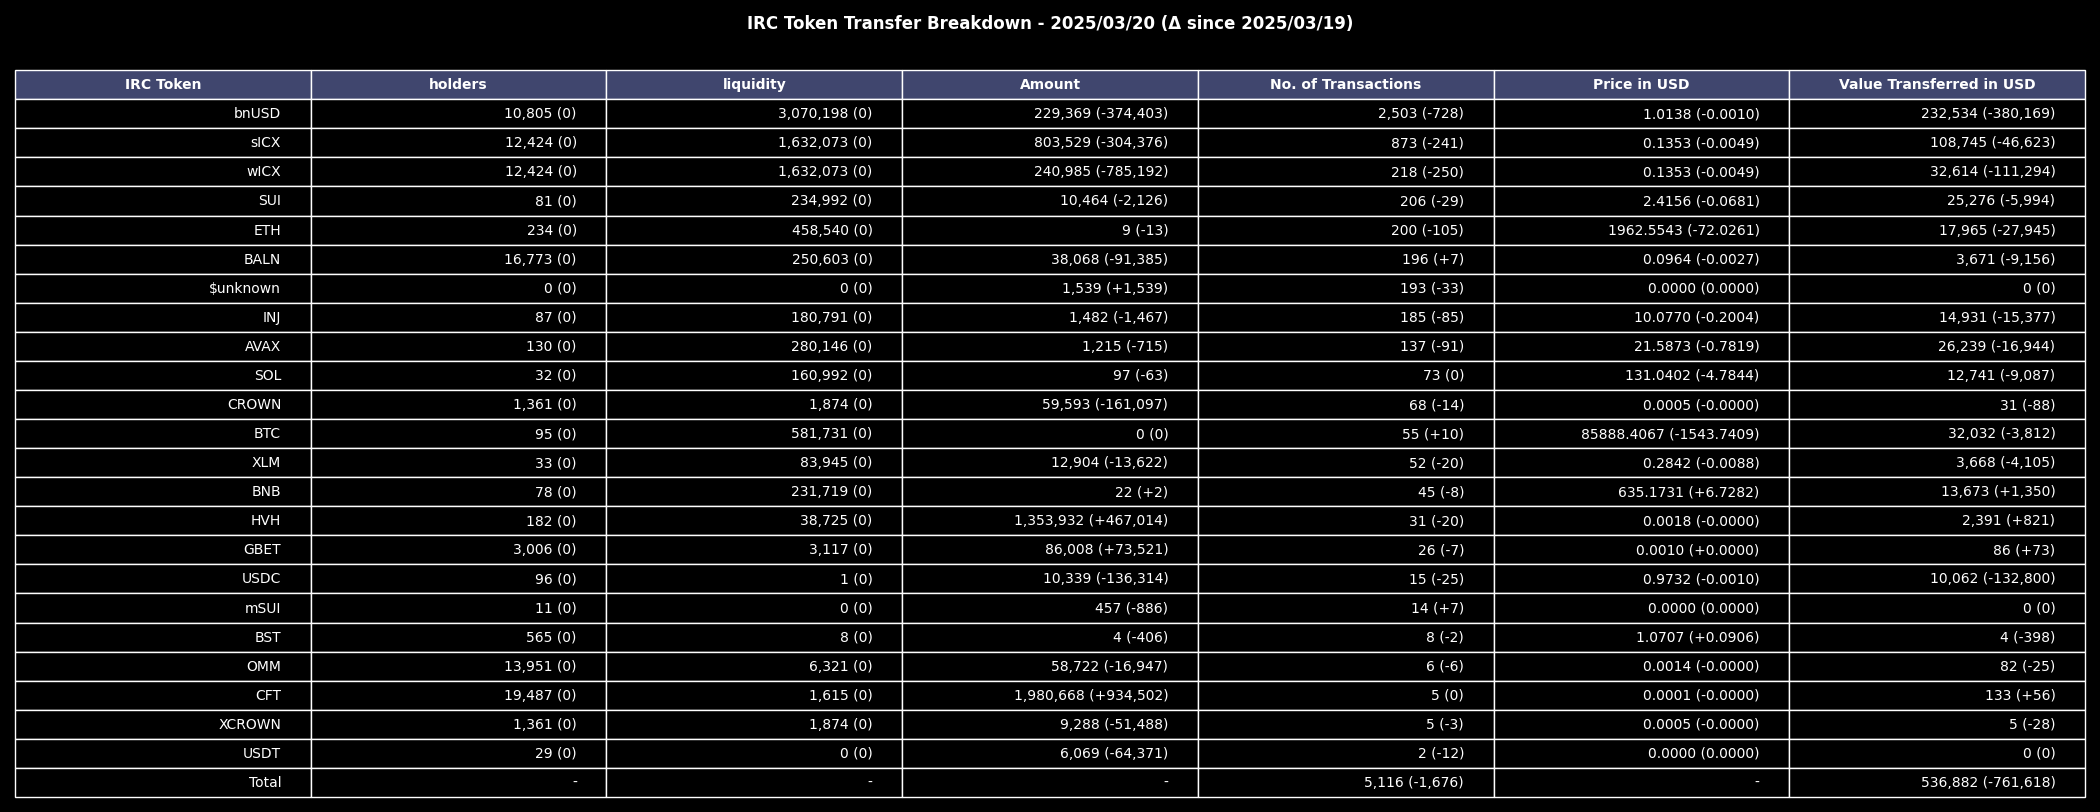 IRC Token Transfer Breakdown - 2025/03/20 (Δ since 2025/03/19)
IRC Token holders liquidity Amount No. of Transactions Price in USD Value Transferred in USD
bnUSD 10,805 (0) 3,070,198 (0) 229,369 (-374,403) 2,503 (-728) 1.0138 (-0.0010) 232,534 (-380,169)
sICX 12,424 (0) 1,632,073 (0) 803,529 (-304,376) 873 (-241) 0.1353 (-0.0049) 108,745 (-46,623)
wICX 12,424 (0) 1,632,073 (0) 240,985 (-785,192) 218 (-250) 0.1353 (-0.0049) 32,614 (-111,294)
SUI 81 (0) 234,992 (0) 10,464 (-2,126) 206 (-29) 2.4156 (-0.0681) 25,276 (-5,994)
ETH 234 (0) 458,540 (0) 9 (-13) 200 (-105) 1962.5543 (-72.0261) 17,965 (-27,945)
BALN 16,773 (0) 250,603 (0) 38,068 (-91,385) 196 (+7) 0.0964 (-0.0027) 3,671 (-9,156)
$unknown 0 (0) 0 (0) 1,539 (+1,539) 193 (-33) 0.0000 (0.0000) 0 (0)
INJ 87 (0) 180,791 (0) 1,482 (-1,467) 185 (-85) 10.0770 (-0.2004) 14,931 (-15,377)
AVAX 130 (0) 280,146 (0) 1,215 (-715) 137 (-91) 21.5873 (-0.7819) 26,239 (-16,944)
SOL 32 (0) 160,992 (0) 97 (-63) 73 (0) 131.0402 (-4.7844) 12,741 (-9,087)
CROWN 1,361 (0) 1,874 (0) 59,593 (-161,097) 68 (-14) 0.0005 (-0.0000) 31 (-88)
BTC 95 (0) 581,731 (0) 0 (0) 55 (+10) 85888.4067 (-1543.7409) 32,032 (-3,812)
XLM 33 (0) 83,945 (0) 12,904 (-13,622) 52 (-20) 0.2842 (-0.0088) 3,668 (-4,105)
BNB 78 (0) 231,719 (0) 22 (+2) 45 (-8) 635.1731 (+6.7282) 13,673 (+1,350)
HVH 182 (0) 38,725 (0) 1,353,932 (+467,014) 31 (-20) 0.0018 (-0.0000) 2,391 (+821)
GBET 3,006 (0) 3,117 (0) 86,008 (+73,521) 26 (-7) 0.0010 (+0.0000) 86 (+73)
USDC 96 (0) 1 (0) 10,339 (-136,314) 15 (-25) 0.9732 (-0.0010) 10,062 (-132,800)
mSUI 11 (0) 0 (0) 457 (-886) 14 (+7) 0.0000 (0.0000) 0 (0)
BST 565 (0) 8 (0) 4 (-406) 8 (-2) 1.0707 (+0.0906) 4 (-398)
OMM 13,951 (0) 6,321 (0) 58,722 (-16,947) 6 (-6) 0.0014 (-0.0000) 82 (-25)
CFT 19,487 (0) 1,615 (0) 1,980,668 (+934,502) 5 (0) 0.0001 (-0.0000) 133 (+56)
XCROWN 1,361 (0) 1,874 (0) 9,288 (-51,488) 5 (-3) 0.0005 (-0.0000) 5 (-28)
USDT 29 (0) 0 (0) 6,069 (-64,371) 2 (-12) 0.0000 (0.0000) 0 (0)
Total - - - 5,116 (-1,676) - 536,882 (-761,618)